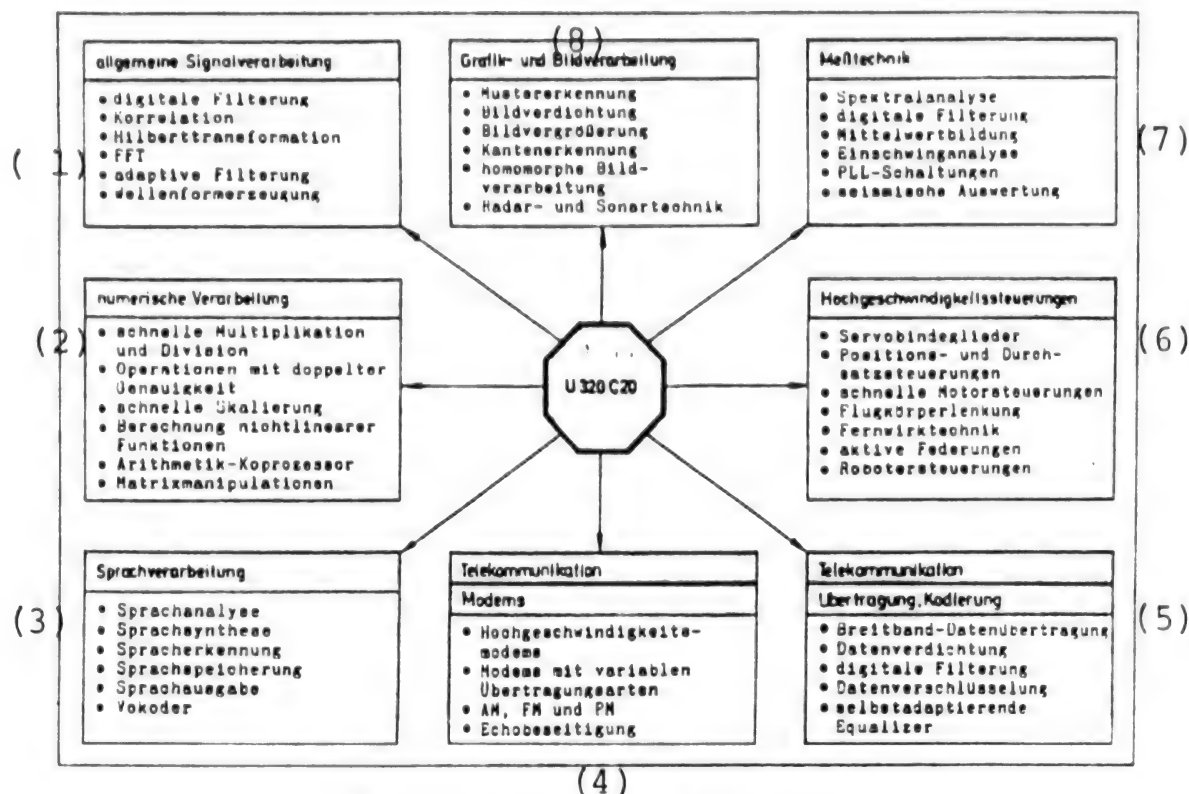 (8)
allgemeine Signalverarbeitung
• digitale Filterung
• Korrelation
• Hilberttransformation
• FFT
• adaptive Filterung
• Wellenformerzeugung
(1)
Grafik- und Bildverarbeitung
• Mustererkennung
• Bildverdichtung
• Bildvergrößerung
• Kantenerkennung
• homomorphe Bild-
verarbeitung
• Radar- und Sonartechnik
Meßtechnik
• Spektralanalyse
• digitale Filterung
• Mittelwertbildung
• Einschwinganalyse
• PLL-Schaltungen
• seismische Auswertung
(7)
numerische Verarbeitung
• schnelle Multiplikation
und Division
• Operationen mit doppelter
Genauigkeit
• schnelle Skalierung
• Berechnung nichtlinearer
Funktionen
• Arithmetik-Koprozessor
• Matrixmanipulationen
(2)
U 320 C20
Hochgeschwindigkeitssteuerungen
• Servobindeglieder
• Positions- und Durch-
satzsteuerungen
• schnelle Motorsteuerungen
• Flugkörperlenkung
• Fernwirktechnik
• aktive Federungen
• Robotersteuerungen
(6)
Sprachverarbeitung
• Sprachanalyse
• Sprachsynthese
• Spracherkennung
• Sprachspeicherung
• Sprachausgabe
• Vokoder
(3)
Telekommunikation
Modems
• Hochgeschwindigkeits-
modems
• Modems mit variablen
Übertragungsarten
• AM, FM und PM
• Echobeseitigung
(4)
Telekommunikation
Übertragung, Kodierung
• Breitband-Datenübertragung
• Datenverdichtung
• digitale Filterung
• Datenverschlüsselung
• selbstadaptierende
Equalizer
(5)